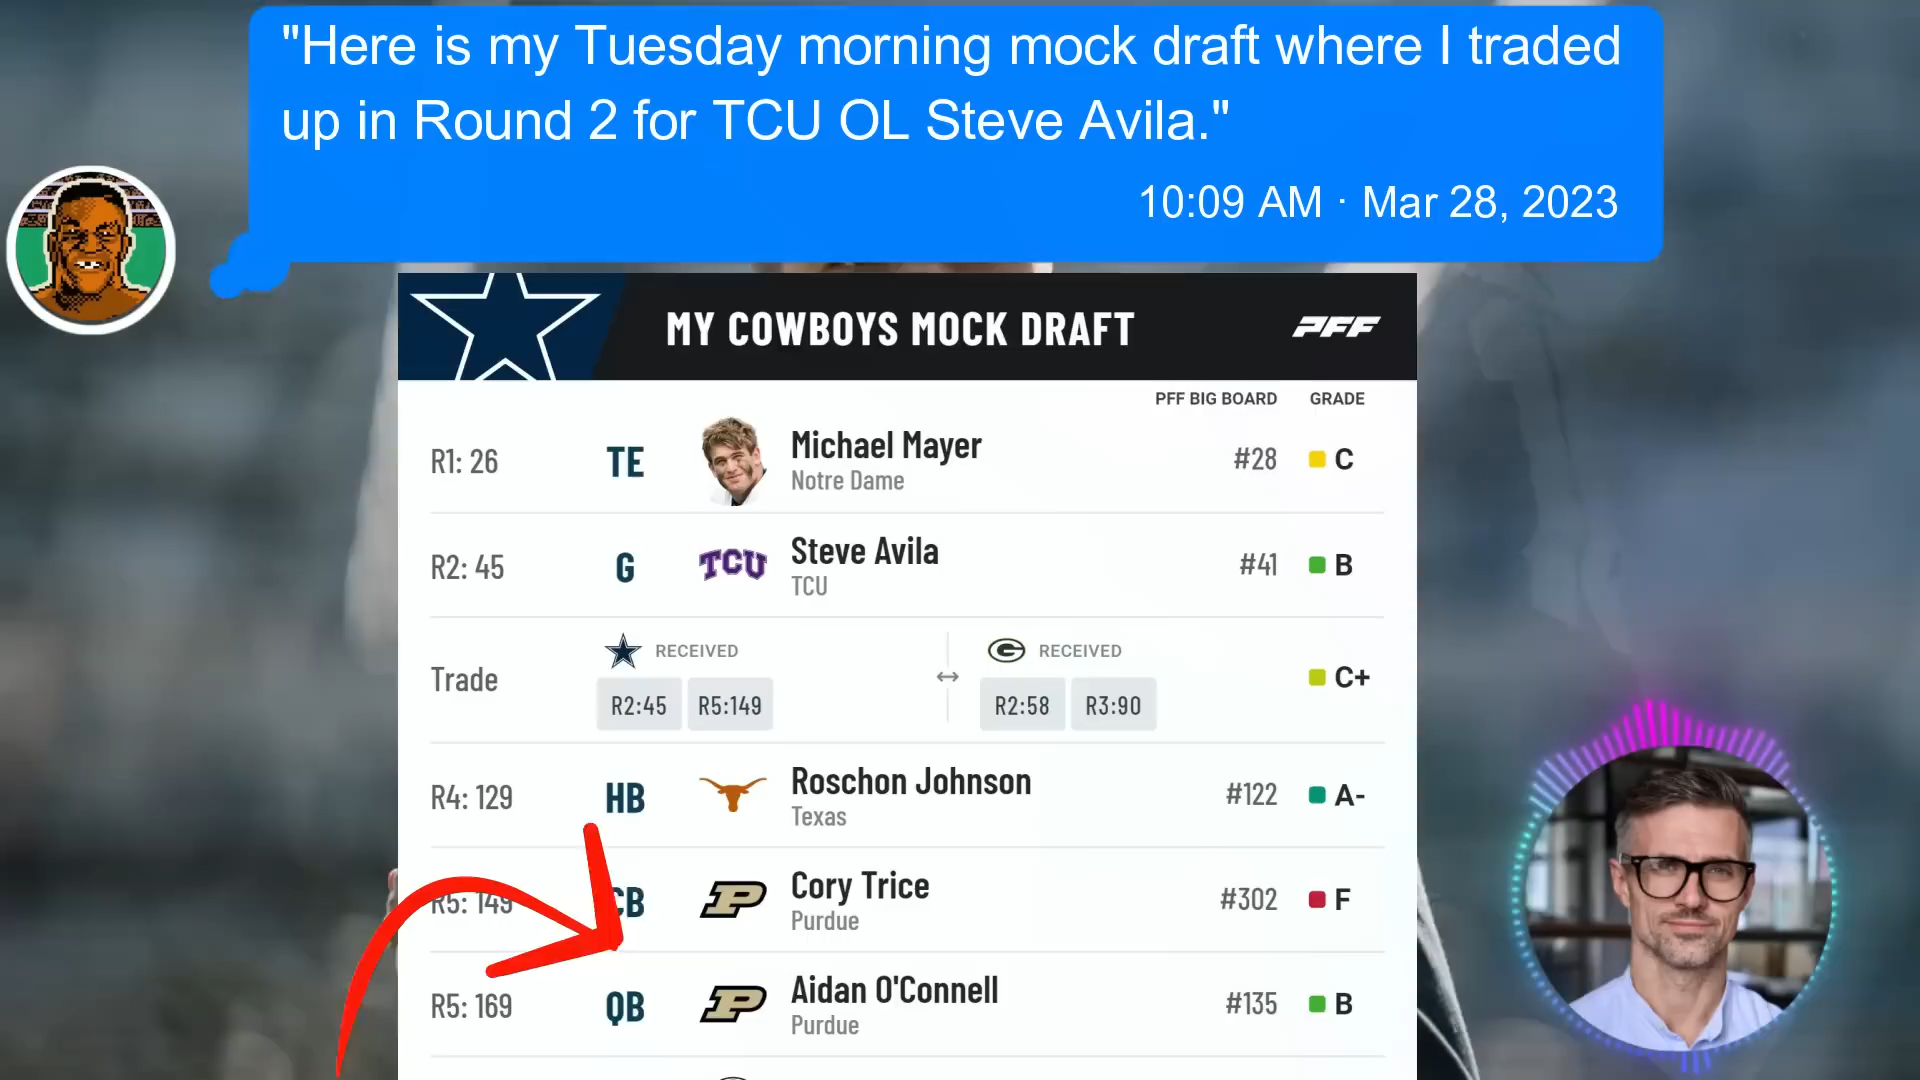 "Here is my Tuesday morning mock draft where I traded
up in Round 2 for TCU OL Steve Avila."
10:09 AM · Mar 28, 2023
MY COWBOYS MOCK DRAFT
PFF
PFF BIG BOARD GRADE
R1: 26 TE Michael Mayer #28 C
Notre Dame
R2: 45 G TCU Steve Avila #41 B
TCU
RECEIVED RECEIVED
Trade R2:45 R5:149 R2:58 R3:90 C+
R4: 129 HB Roschon Johnson #122 A-
Texas
R5: 149 CB P Cory Trice #302 F
Purdue
R5: 169 QB P Aidan O'Connell #135 B
Purdue